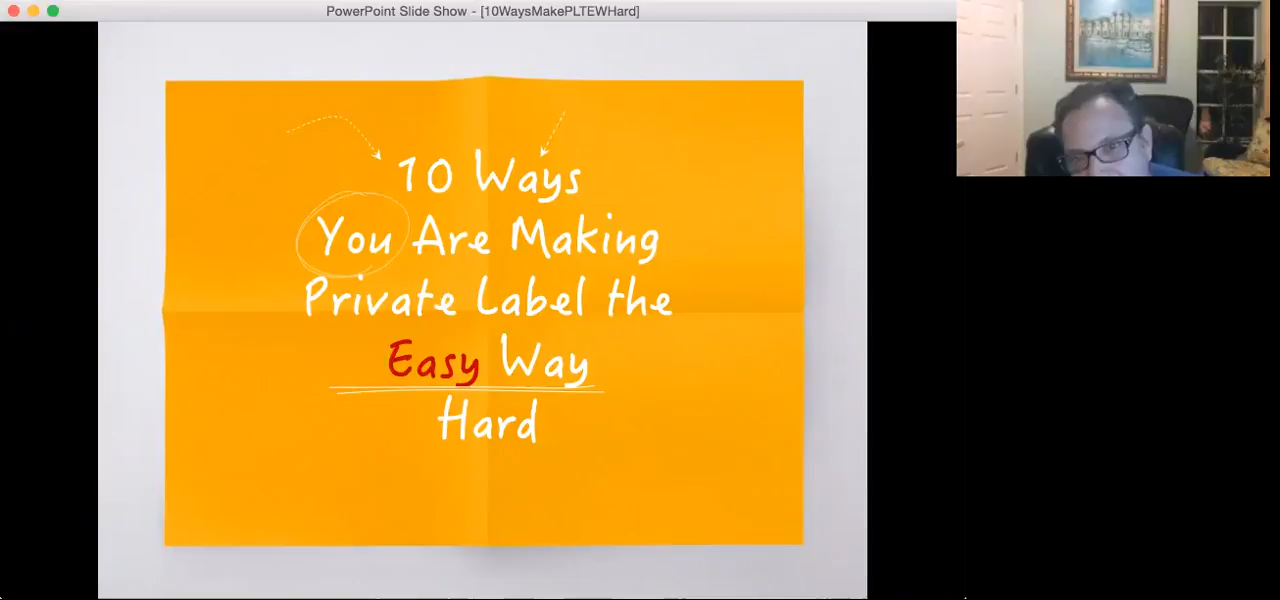 PowerPoint Slide Show - [10WaysMakePLTEWHard]
10 Ways
You Are Making
Private Label the
Easy Way
Hard